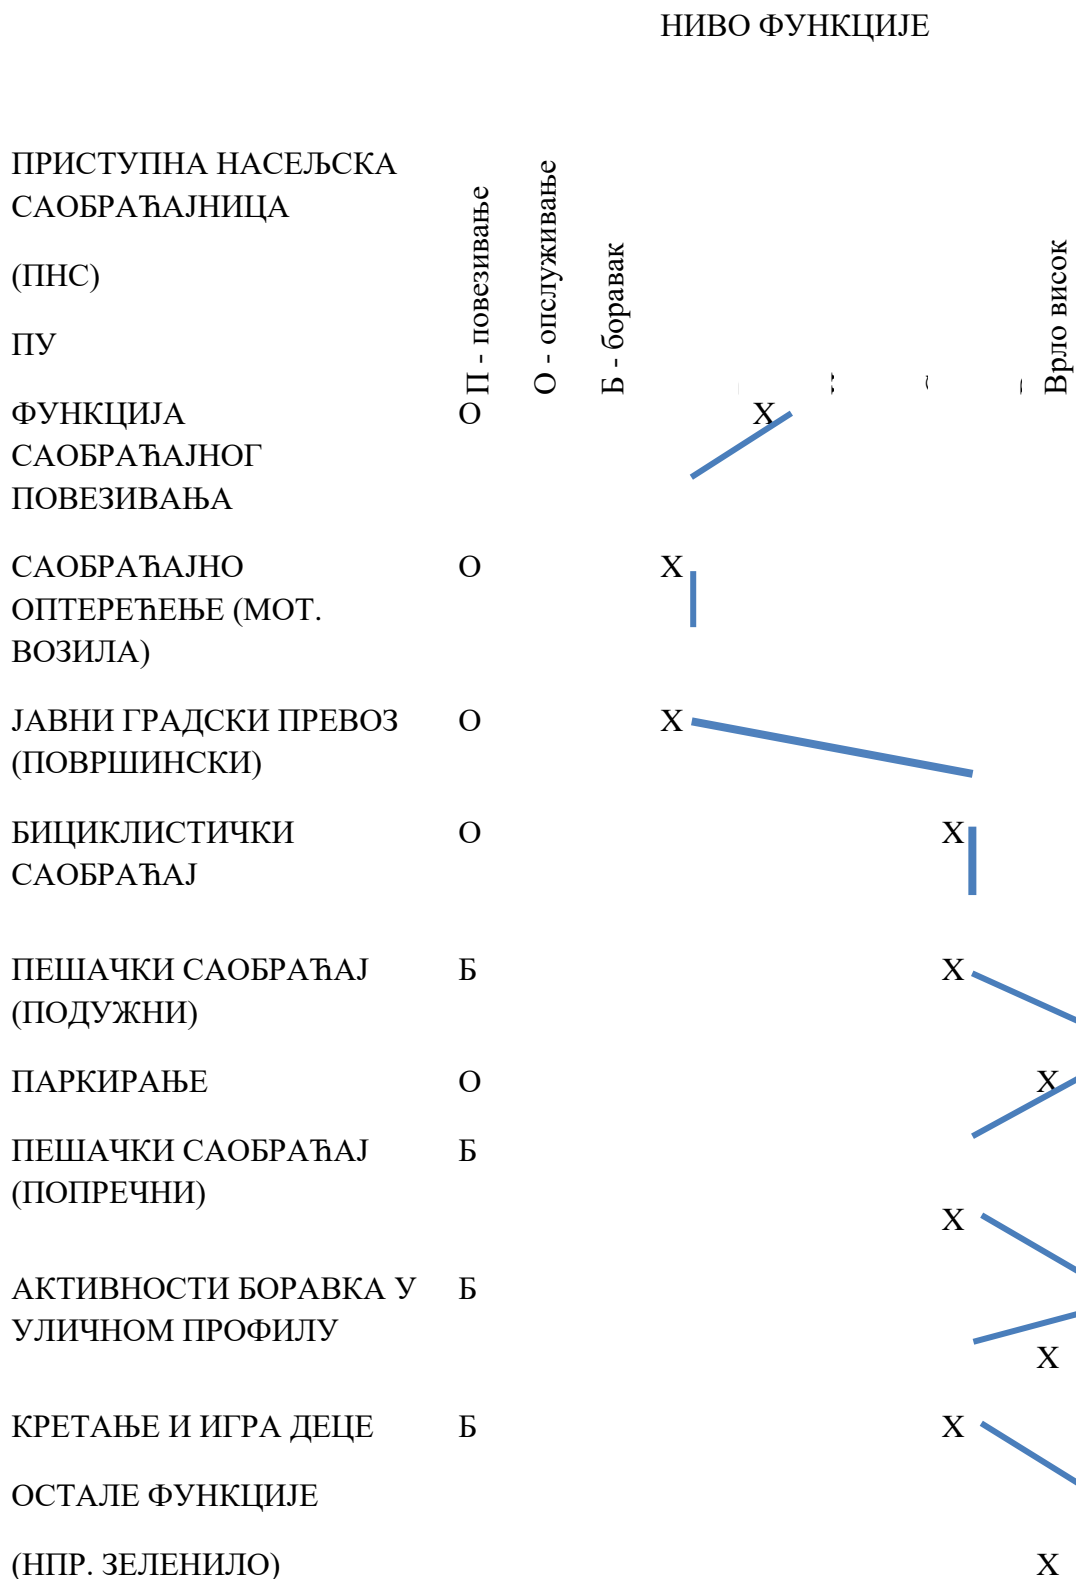 НИВО ФУНКЦИЈЕ
ПРИСТУПНА НАСЕЉСКА
САОБРАЋАЈНИЦА
(ПНС)
ПУ
П - повезивање
О - опслуживање
Б - боравак
Врло висок
ФУНКЦИЈА О Х
САОБРАЋАЈНОГ
ПОВЕЗИВАЊА
САОБРАЋАЈНО О Х
ОПТЕРЕЋЕЊЕ (МОТ.
ВОЗИЛА)
ЈАВНИ ГРАДСКИ ПРЕВОЗ О Х
(ПОВРШИНСКИ)
БИЦИКЛИСТИЧКИ О Х
САОБРАЋАЈ
ПЕШАЧКИ САОБРАЋАЈ Б Х
(ПОДУЖНИ)
ПАРКИРАЊЕ О Х
ПЕШАЧКИ САОБРАЋАЈ Б
(ПОПРЕЧНИ)
Х
АКТИВНОСТИ БОРАВКА У Б
УЛИЧНОМ ПРОФИЛУ
Х
КРЕТАЊЕ И ИГРА ДЕЦЕ Б Х
ОСТАЛЕ ФУНКЦИЈЕ
(НПР. ЗЕЛЕНИЛО) Х